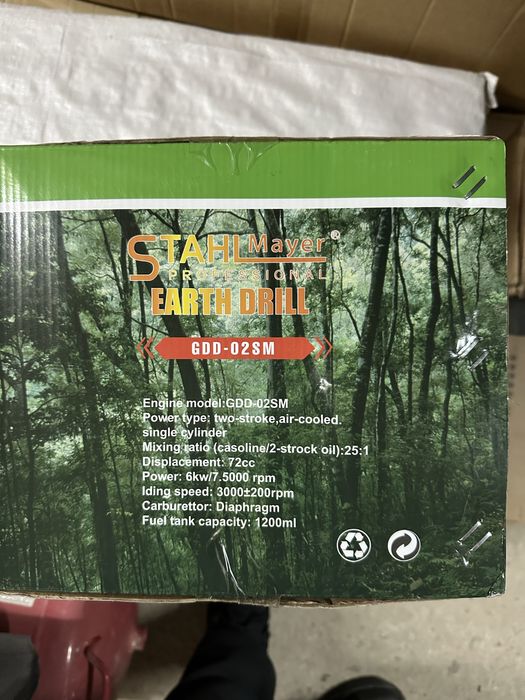 STAHLMayer®
PROFESSIONAL
EARTH DRILL
GDD-02SM
Engine model:GDD-02SM
Power type: two-stroke,air-cooled.
single cylinder
Mixing ratio (casoline/2-strock oil):25:1
Displacement: 72cc
Power: 6kw/7.5000 rpm
Iding speed: 3000±200rpm
Carburettor: Diaphragm
Fuel tank capacity: 1200ml